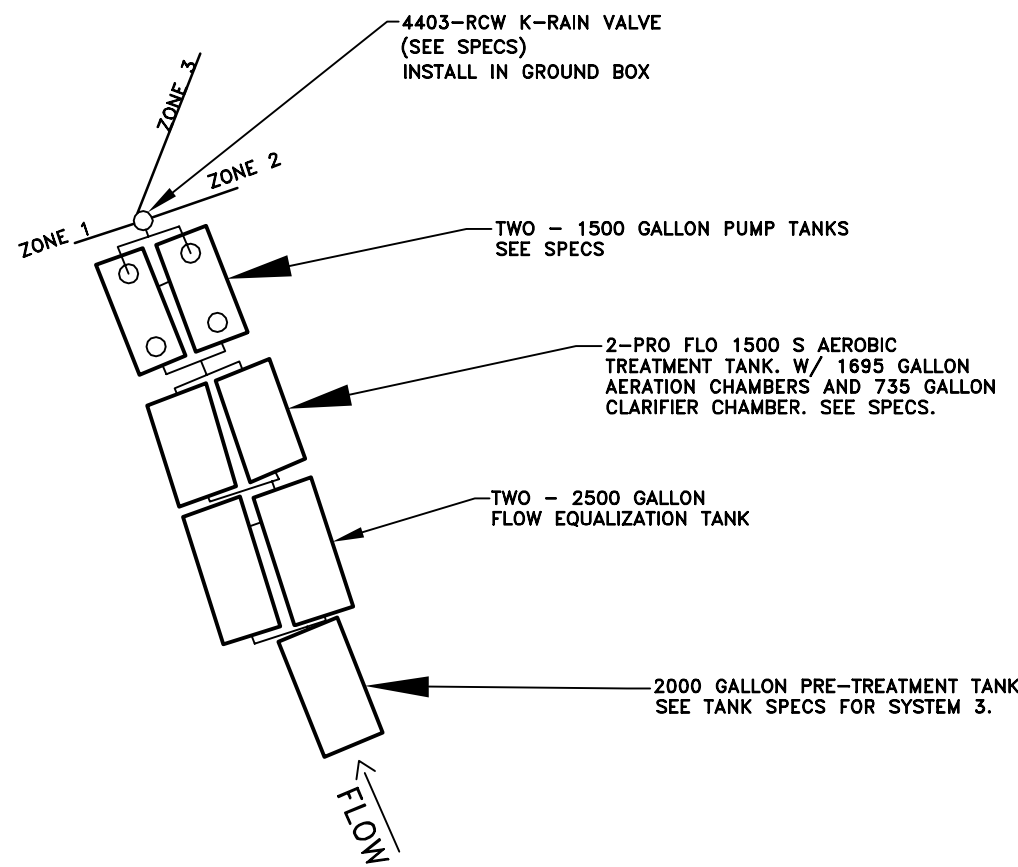 4403-RCW K-RAIN VALVE
(SEE SPECS)
INSTALL IN GROUND BOX
ZONE 3
ZONE 2
ZONE 1
TWO - 1500 GALLON PUMP TANKS
SEE SPECS
2-PRO FLO 1500 S AEROBIC
TREATMENT TANK. W/ 1695 GALLON
AERATION CHAMBERS AND 735 GALLON
CLARIFIER CHAMBER. SEE SPECS.
TWO - 2500 GALLON
FLOW EQUALIZATION TANK
2000 GALLON PRE-TREATMENT TANK
SEE TANK SPECS FOR SYSTEM 3.
FLOW